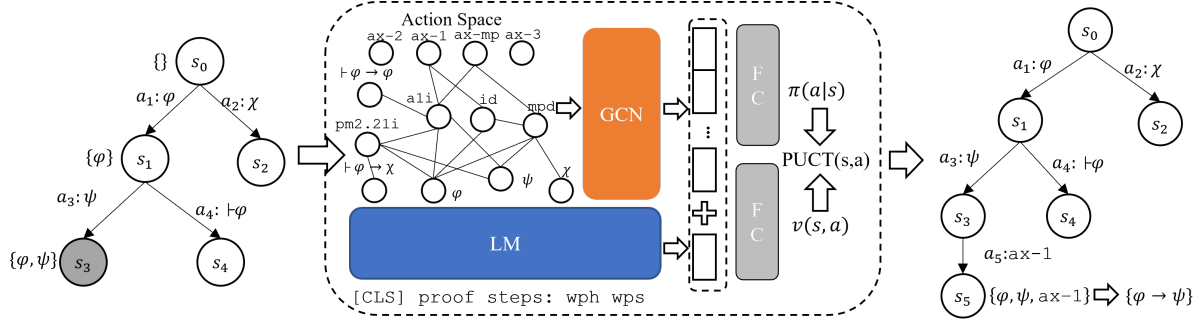 {}
s₀
a₁: φ
a₂: χ
{φ}
s₁
s₂
a₃: ψ
a₄: ⊢φ
{φ, ψ}
s₃
s₄
Action Space
ax-2
ax-1
ax-mp
ax-3
⊢ φ → φ
a1i
id
mpd
pm2.21i
⊢ φ → χ
φ
ψ
χ
GCN
LM
[CLS] proof steps: wph wps
...
FC
FC
π(a|s)
PUCT(s,a)
v(s, a)
s₀
a₁: φ
a₂: χ
s₁
s₂
a₃: ψ
a₄: ⊢φ
s₃
s₄
a₅:ax-1
s₅
{φ, ψ, ax-1}
{φ → ψ}